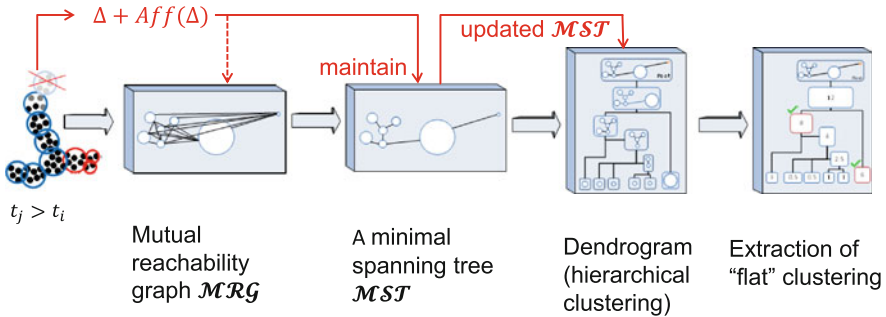 Δ + Aff(Δ)
updated MST
maintain
t_j > t_i
Mutual
reachability
graph MRG
A minimal
spanning tree
MST
Dendrogram
(hierarchical
clustering)
Extraction of
“flat” clustering